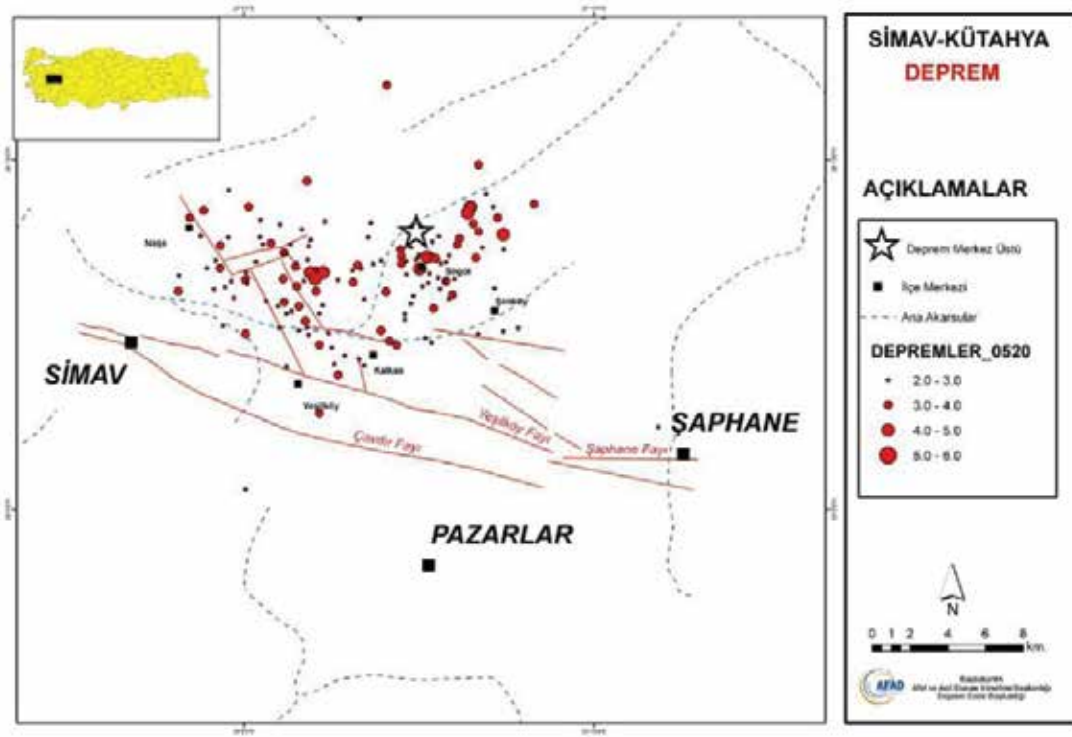 SİMAV-KÜTAHYA
DEPREM
AÇIKLAMALAR
Deprem Merkez Üstü
İlçe Merkezi
Ana Akarsular
DEPREMLER_0520
2.0 - 3.0
3.0 - 4.0
4.0 - 5.0
5.0 - 6.0
N
0 1 2 4 6 8
km.
AFAD
Naşa
Söğüt
SİMAV
Kalkan
Yeşilköy
Çavdır Fayı
Yeşilköy Fayı
Şaphane Fayı
ŞAPHANE
PAZARLAR